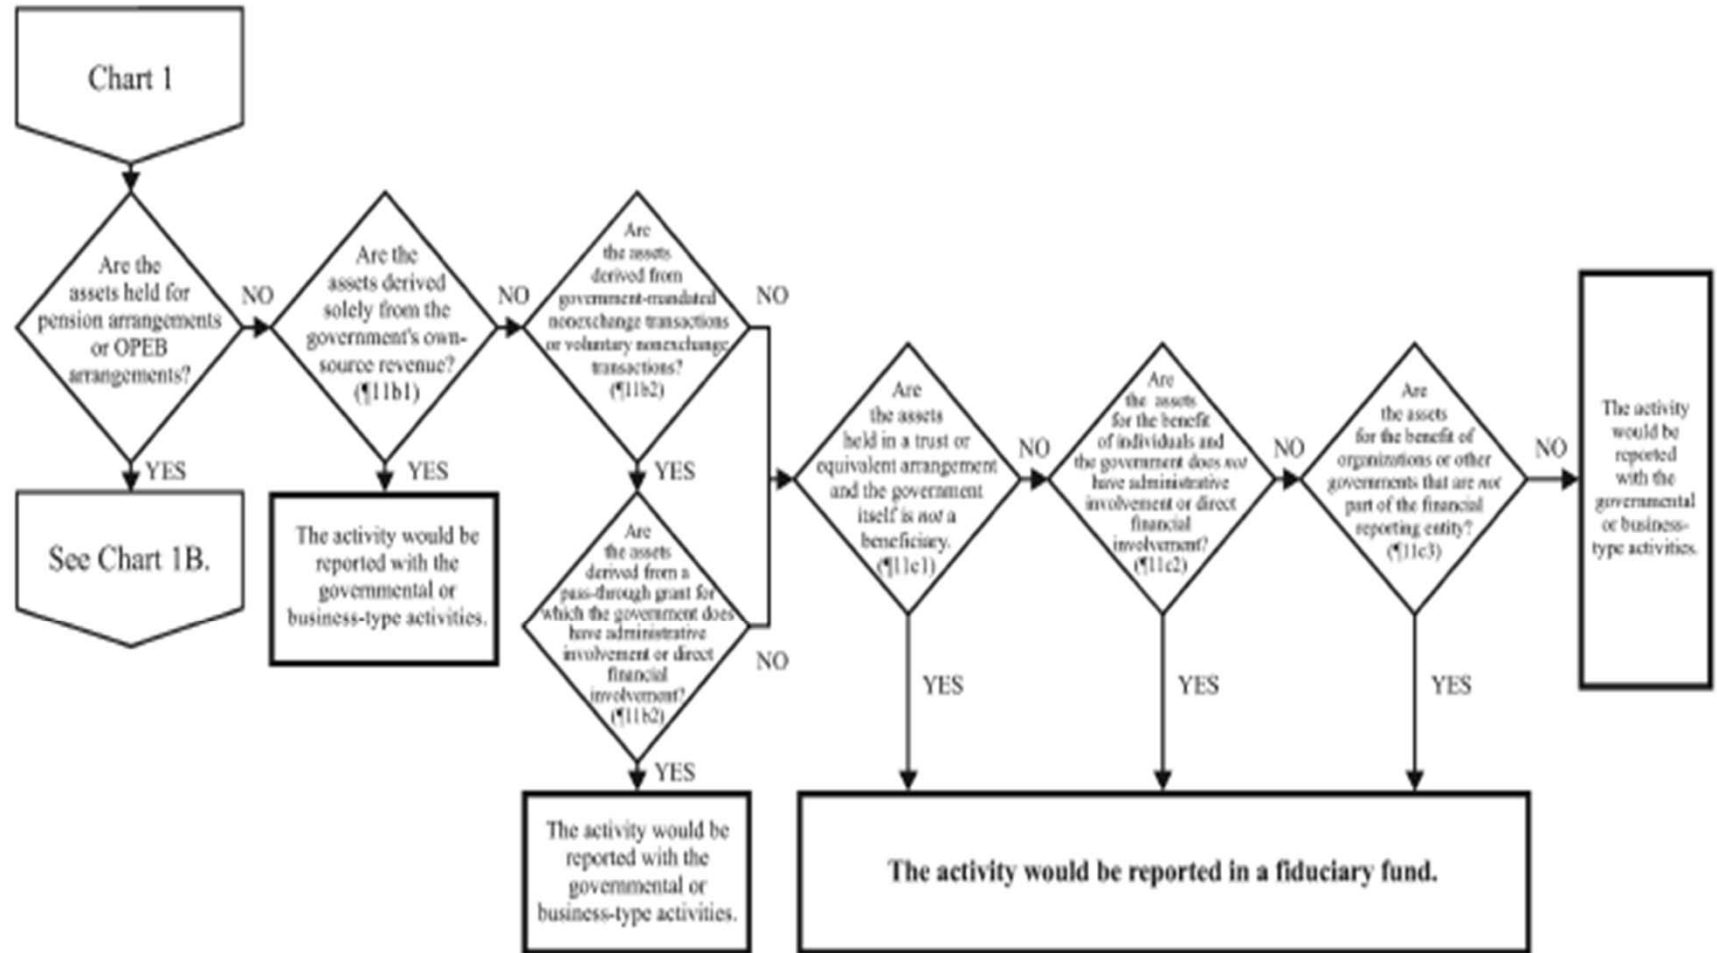 Chart 1
Are the
assets held for
pension arrangements
or OPEB
arrangements?
NO
YES
See Chart 1B.
Are the
assets derived
solely from the
government's own-
source revenue?
(¶11b1)
NO
YES
The activity would be
reported with the
governmental or
business-type activities.
Are
the assets
derived from
government-mandated
nonexchange transactions
or voluntary nonexchange
transactions?
(¶11b2)
NO
YES
Are
the assets
derived from a
pass-through grant for
which the government does
have administrative
involvement or direct
financial
involvement?
(¶11b2)
NO
YES
The activity would be
reported with the
governmental or
business-type activities.
Are
the assets
held in a trust or
equivalent arrangement
and the government
itself is not a
beneficiary.
(¶11c1)
NO
YES
Are
the assets
for the benefit
of individuals and
the government does not
have administrative
involvement or direct
financial
involvement?
(¶11c2)
NO
YES
Are
the assets
for the benefit of
organizations or other
governments that are not
part of the financial
reporting entity?
(¶11c3)
NO
YES
The activity would be reported in a fiduciary fund.
The activity
would be
reported
with the
governmental
or business-
type activities.